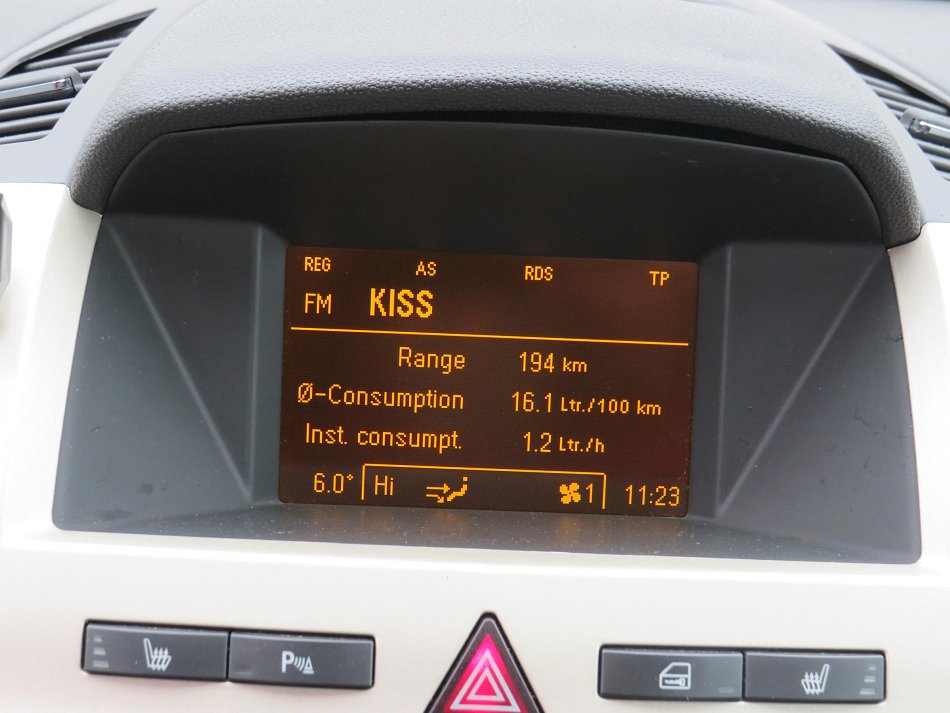 REG AS RDS TP
FM KISS
Range 194 km
Ø-Consumption 16.1 Ltr./100 km
Inst. consumpt. 1.2 Ltr./h
6.0° Hi 1 11:23
P